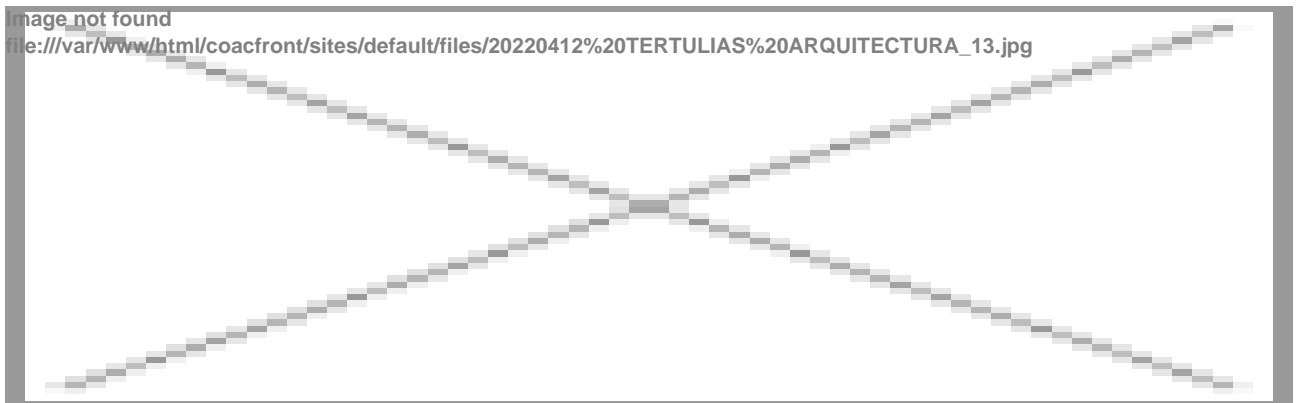 Image not found
file:///var/www/html/coacfront/sites/default/files/20220412%20TERTULIAS%20ARQUITECTURA_13.jpg